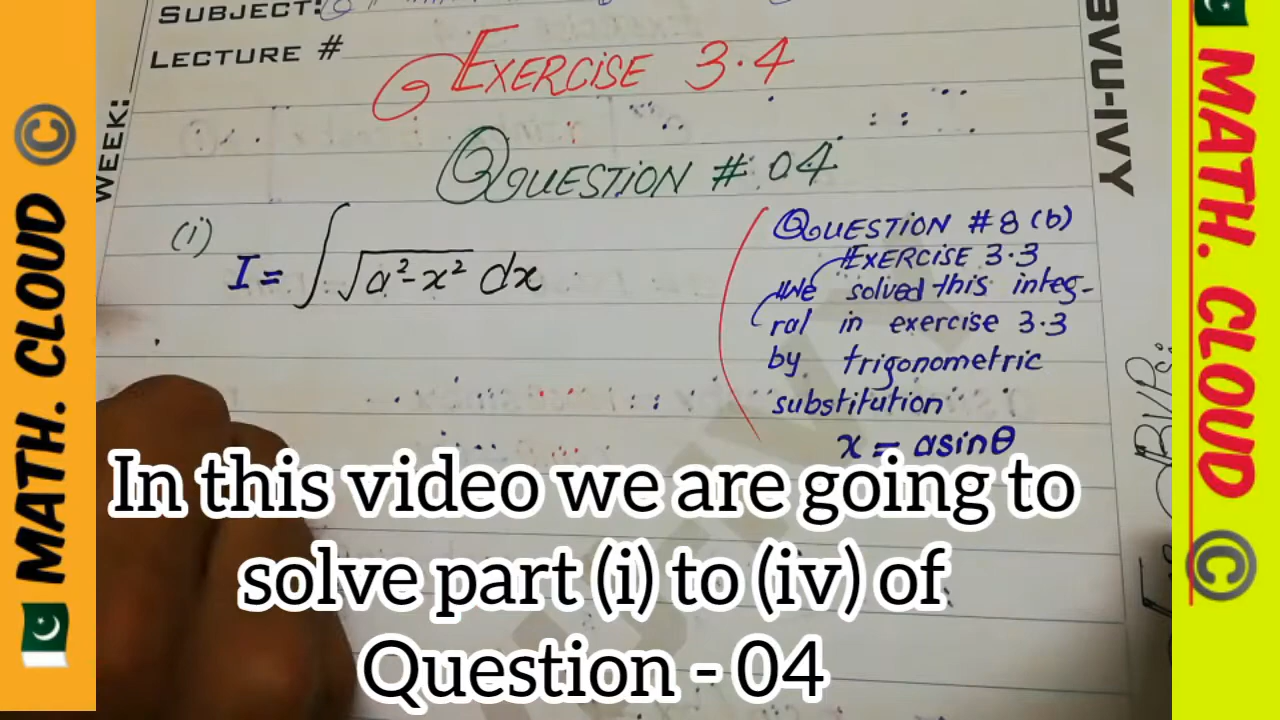 SUBJECT:
LECTURE #
WEEK:
EXERCISE 3.4
QUESTION # 04
(i) I = ∫ √a²-x² dx
QUESTION # 8 (b)
EXERCISE 3.3
We solved this integ-
ral in exercise 3.3
by trigonometric
substitution
x = asinθ
BVU-IVY
In this video we are going to
solve part (i) to (iv) of
Question - 04
MATH. CLOUD ©
MATH. CLOUD ©